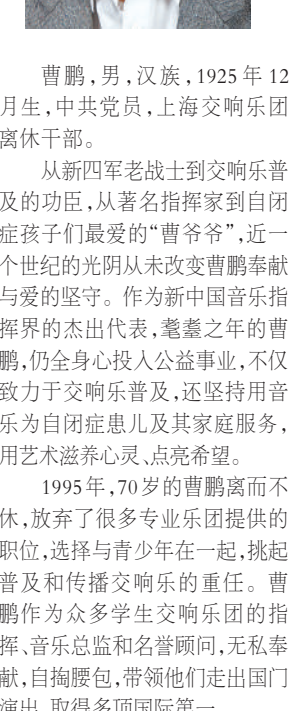 曹鹏,男,汉族,1925年12
月生,中共党员,上海交响乐团
离休干部。
从新四军老战士到交响乐普
及的功臣,从著名指挥家到自闭
症孩子们最爱的“曹爷爷”,近一
个世纪的光阴从未改变曹鹏奉献
与爱的坚守。作为新中国音乐指
挥界的杰出代表,耄耋之年的曹
鹏,仍全身心投入公益事业,不仅
致力于交响乐普及,还坚持用音
乐为自闭症患儿及其家庭服务,
用艺术滋养心灵、点亮希望。
1995年,70岁的曹鹏离而不
休,放弃了很多专业乐团提供的
职位,选择与青少年在一起,挑起
普及和传播交响乐的重任。曹
鹏作为众多学生交响乐团的指
挥、音乐总监和名誉顾问,无私奉
献,自掏腰包,带领他们走出国门
演出,取得多项国际第一